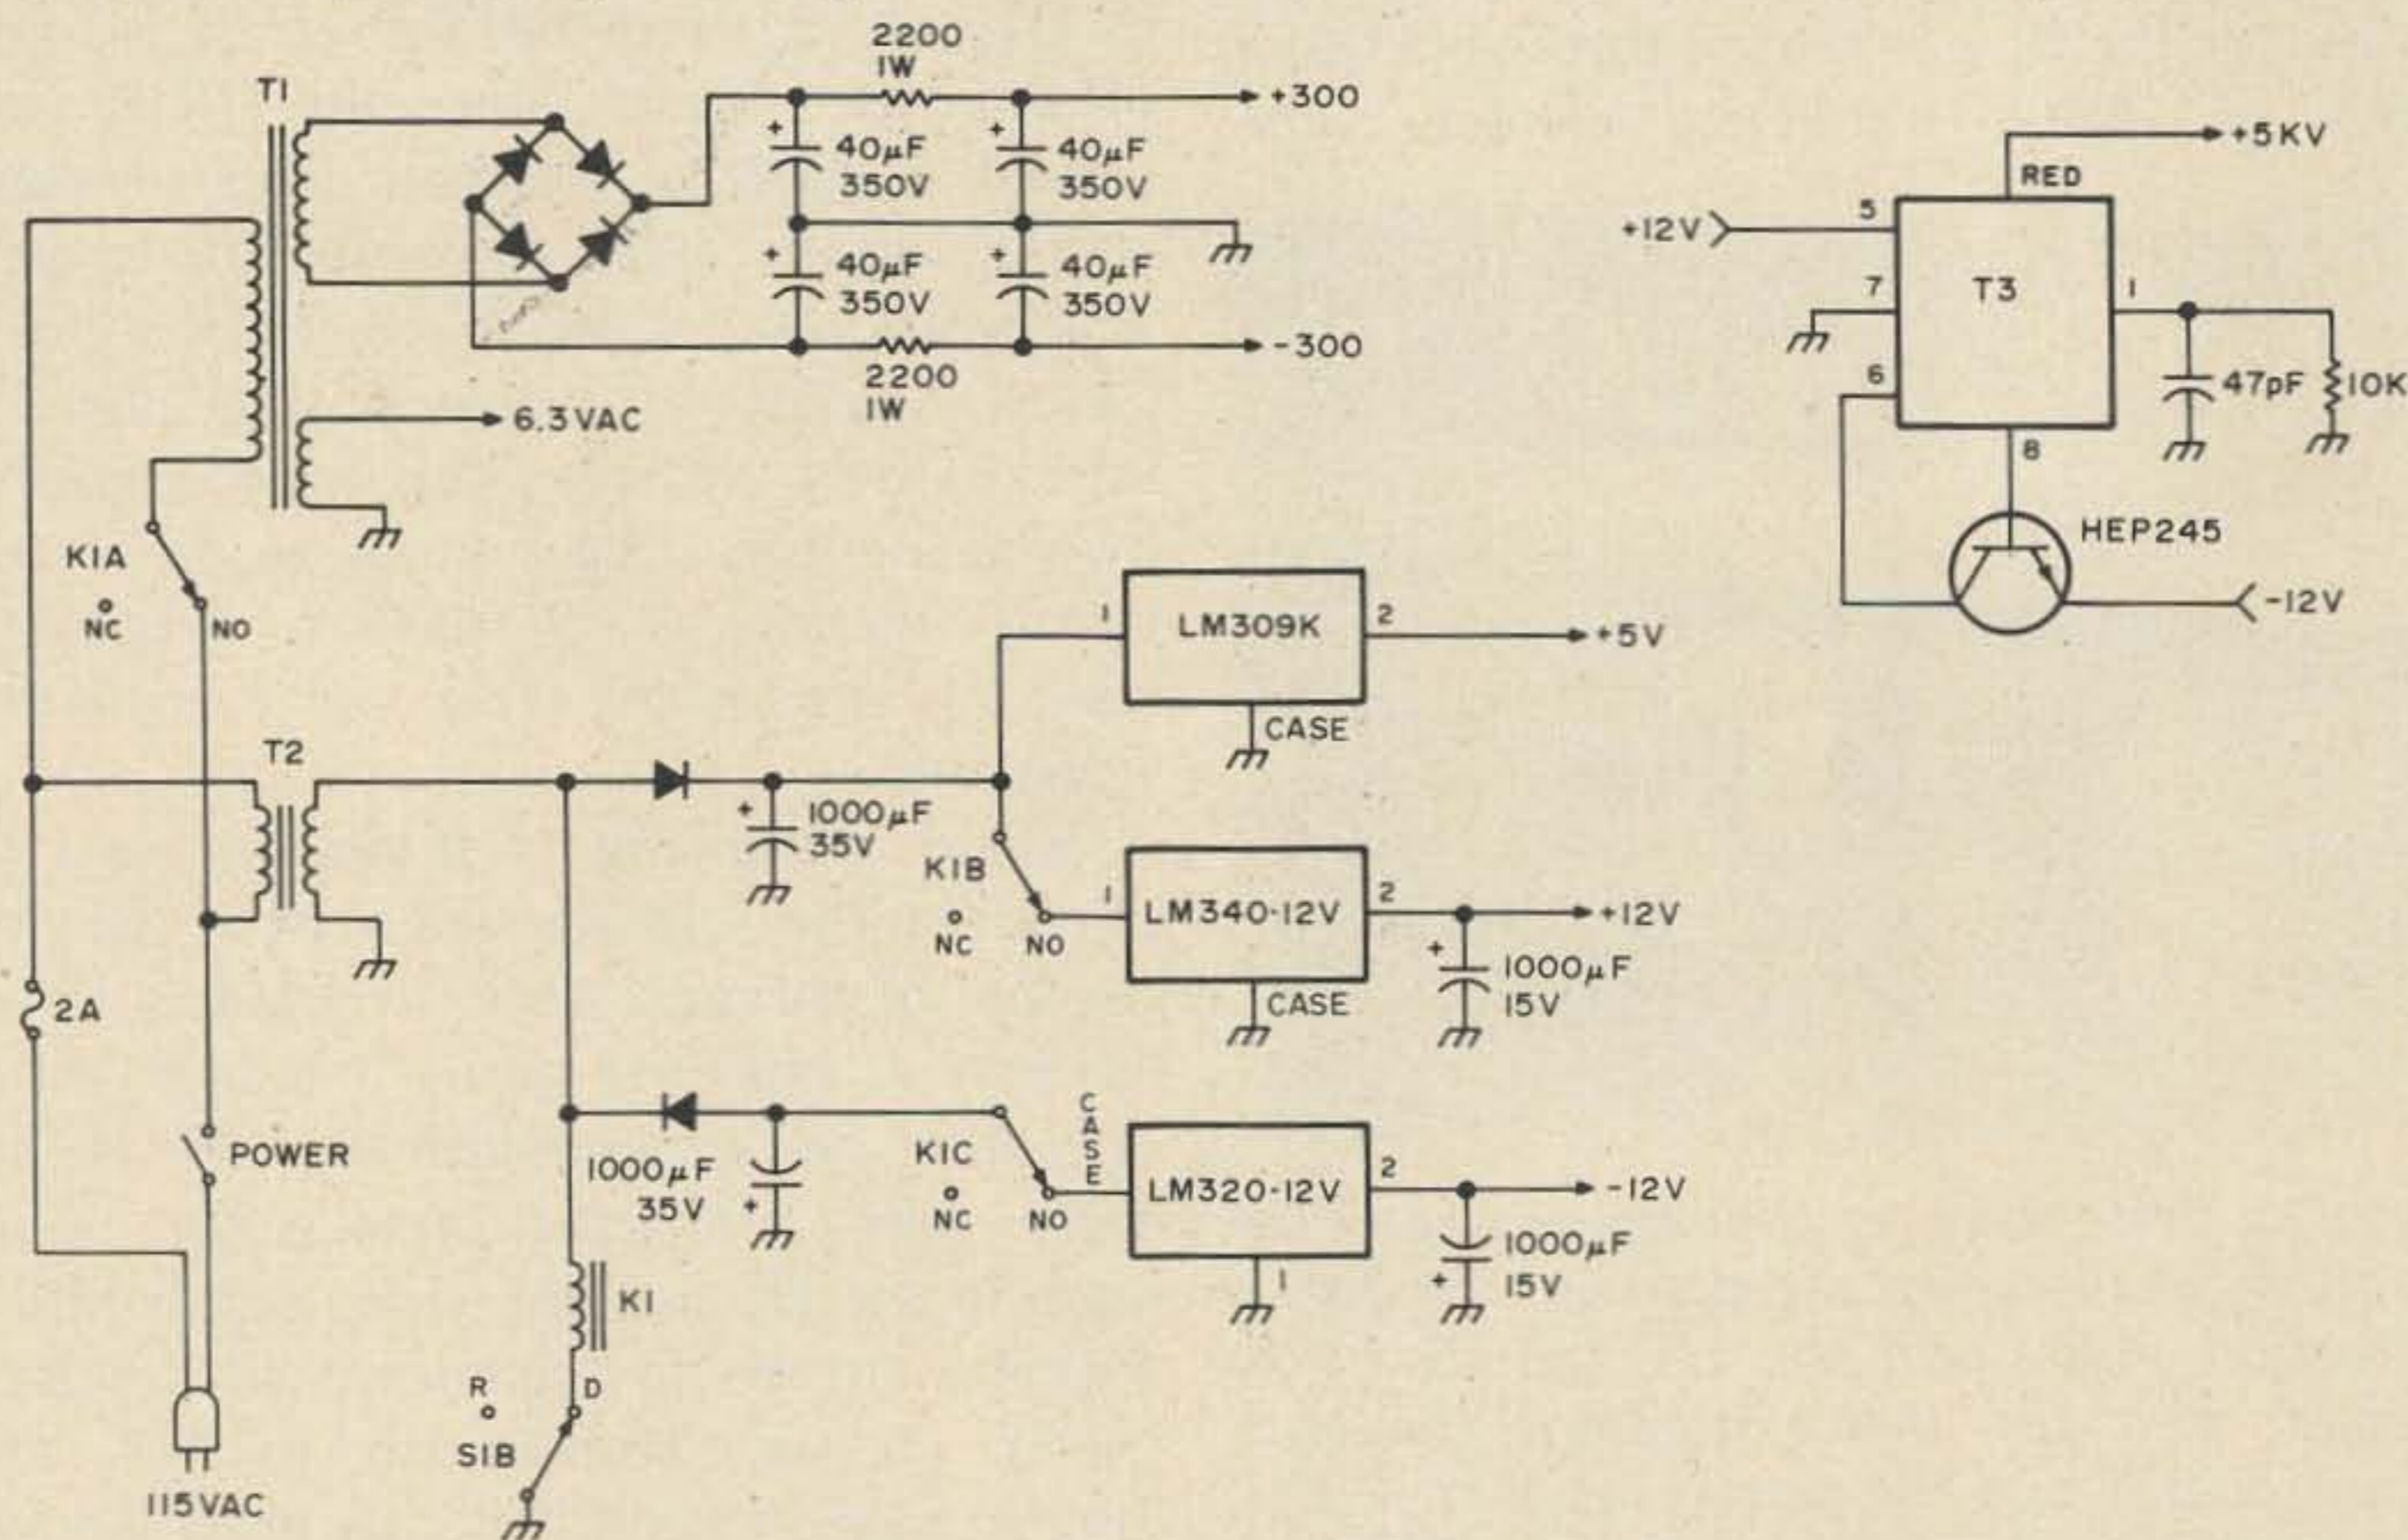 T1
2200
1W
+300
40µF
350V
40µF
350V
40µF
350V
40µF
350V
-300
2200
1W
6.3VAC
K1A
NC
NO
T2
2A
POWER
115VAC
1
LM309K
2
+5V
CASE
1000µF
35V
K1B
NC
NO
1
LM340-12V
2
+12V
CASE
1000µF
15V
1000µF
35V
K1C
NC
NO
CASE
LM320-12V
2
-12V
1
1000µF
15V
K1
R
D
S1B
+5KV
RED
+12V
5
7
6
T3
1
8
47pF
10K
HEP245
-12V